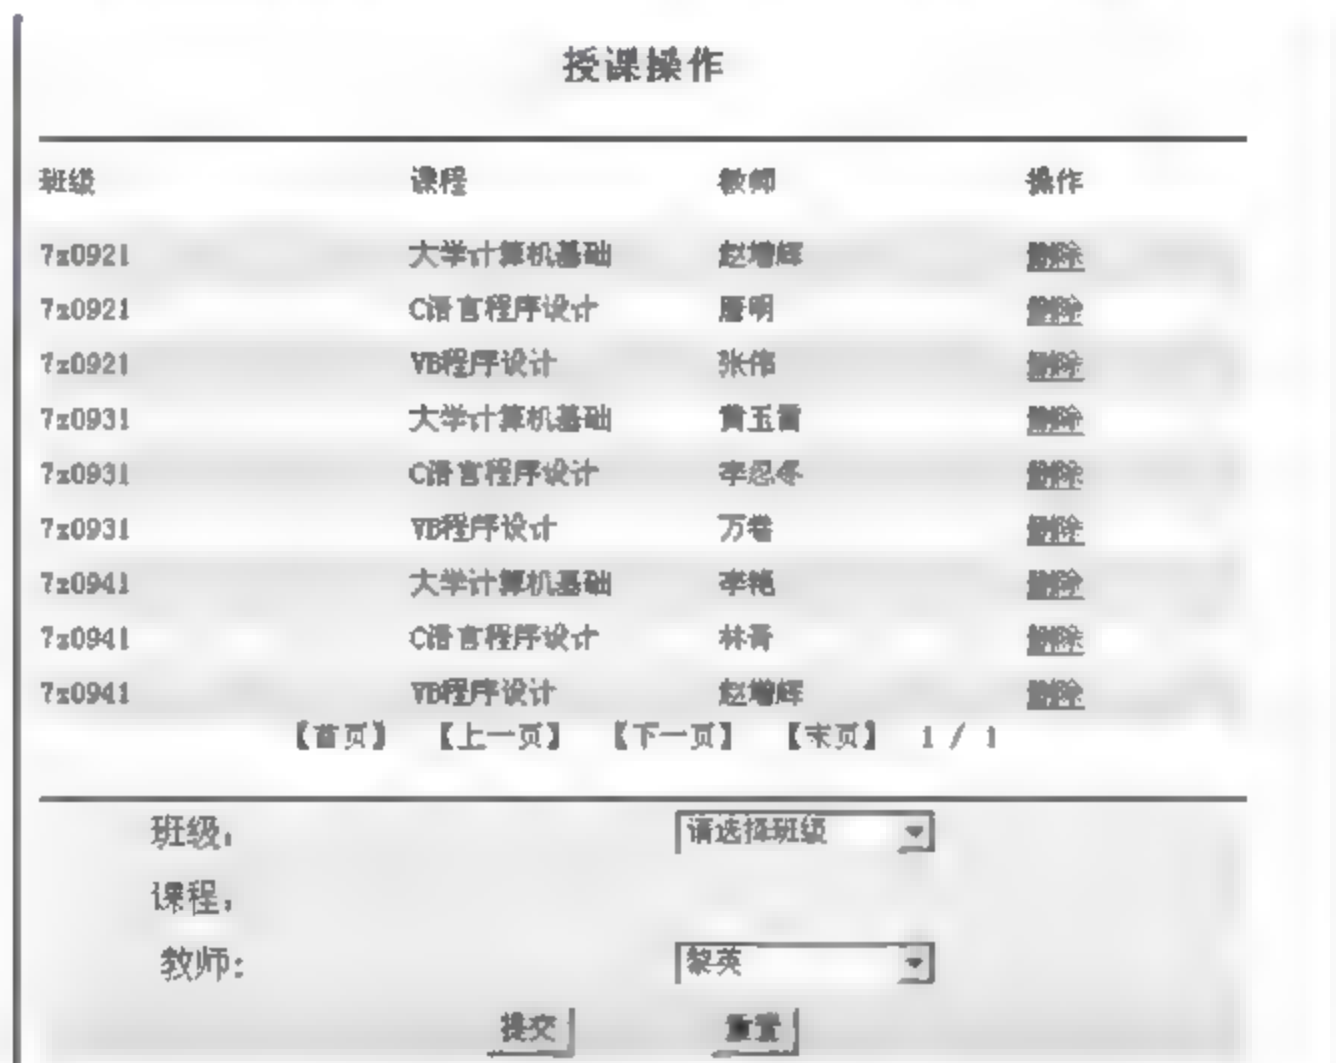 授课操作
班级 课程 教师 操作
7z0921 大学计算机基础 赵增辉 删除
7z0921 C语言程序设计 唐明 删除
7z0921 VB程序设计 张伟 删除
7z0931 大学计算机基础 黄玉雷 删除
7z0931 C语言程序设计 李忍冬 删除
7z0931 VB程序设计 删除
7z0941 大学计算机基础 李艳 删除
7z0941 C语言程序设计 林青 删除
7z0941 VB程序设计 赵增辉 删除
【首页】 【上一页】 【下一页】 【末页】 1 / 1
班级: 请选择班级
课程:
教师: 黎英
提交 重置